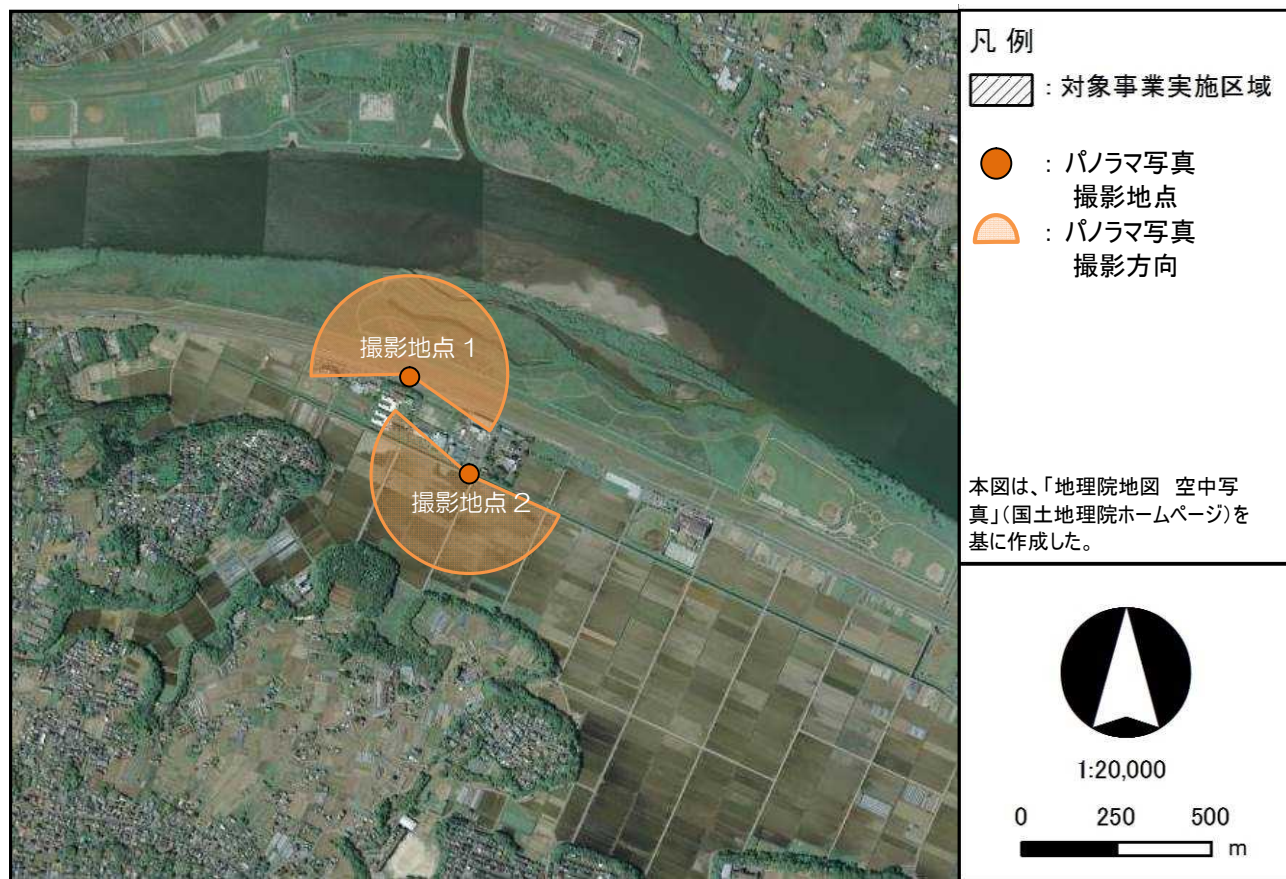 凡 例
：対象事業実施区域
：パノラマ写真
撮影地点
：パノラマ写真
撮影方向
撮影地点 1
撮影地点 2
本図は、「地理院地図　空中写
真」（国土地理院ホームページ）を
基に作成した。
1:20,000
0 250 500
m